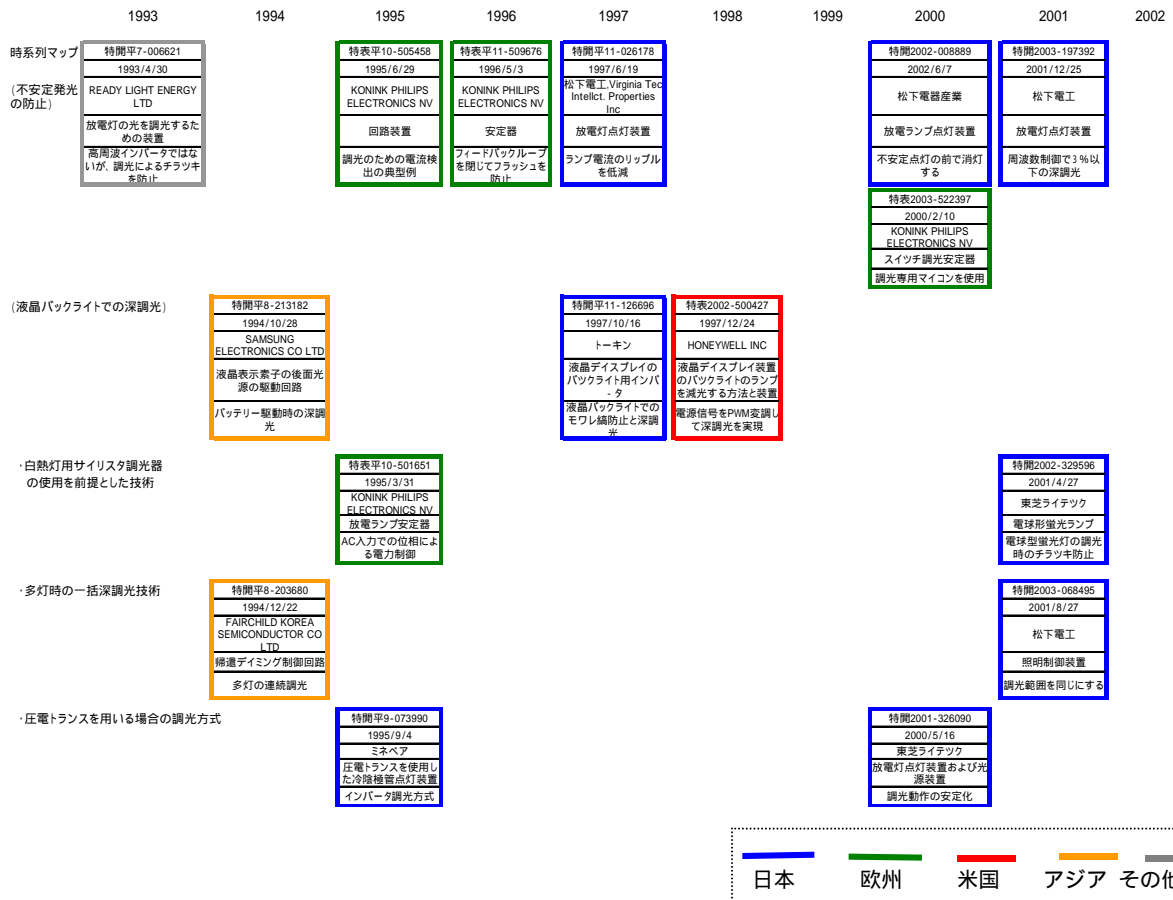 1993 1994 1995 1996 1997 1998 1999 2000 2001 2002
時系列マップ
(不安定発光
の防止)
特開平7-006621
1993/4/30
READY LIGHT ENERGY
LTD
放電灯の光を調光するた
めの装置
高周波インバータではな
いが、調光によるチラツキ
を防止
特表平10-505458
1995/6/29
KONINK PHILIPS
ELECTRONICS NV
回路装置
調光のための電流検
出の典型例
特表平11-509676
1996/5/3
KONINK PHILIPS
ELECTRONICS NV
安定器
フィードバックループ
を閉じてフラッシュを
防止
特開平11-026178
1997/6/19
松下電工,Virginia Tec
Intellct. Properties
Inc
放電灯点灯装置
ランプ電流のリップル
を低減
特開2002-008889
2002/6/7
松下電器産業
放電ランプ点灯装置
不安定点灯の前で消灯
する
特開2003-197392
2001/12/25
松下電工
放電灯点灯装置
周波数制御で3%以
下の深調光
特表2003-522397
2000/2/10
KONINK PHILIPS
ELECTRONICS NV
スイツチ調光安定器
調光専用マイコンを使用
(液晶バックライトでの深調光)
特開平8-213182
1994/10/28
SAMSUNG
ELECTRONICS CO LTD
液晶表示素子の後面光
源の駆動回路
バッテリー駆動時の深調
光
特開平11-126696
1997/10/16
トーキン
液晶デイスプレイの
バツクライト用インバ
-タ
液晶バックライトでの
モワレ縞防止と深調
光
特表2002-500427
1997/12/24
HONEYWELL INC
液晶デイスプレイ装置
のバツクライトのランプ
を減光する方法と装置
電源信号をPWM変調し
て深調光を実現
・白熱灯用サイリスタ調光器
の使用を前提とした技術
特表平10-501651
1995/3/31
KONINK PHILIPS
ELECTRONICS NV
放電ランプ安定器
AC入力での位相によ
る電力制御
特開2002-329596
2001/4/27
東芝ライテツク
電球形蛍光ランプ
電球型蛍光灯の調光
時のチラツキ防止
・多灯時の一括深調光技術
特開平8-203680
1994/12/22
FAIRCHILD KOREA
SEMICONDUCTOR CO
LTD
帰還デイミング制御回路
多灯の連続調光
特開2003-068495
2001/8/27
松下電工
照明制御装置
調光範囲を同じにする
・圧電トランスを用いる場合の調光方式
特開平9-073990
1995/9/4
ミネベア
圧電トランスを使用し
た冷陰極管点灯装置
インバータ調光方式
特開2001-326090
2000/5/16
東芝ライテツク
放電灯点灯装置および光
源装置
調光動作の安定化
日本 欧州 米国 アジア その他